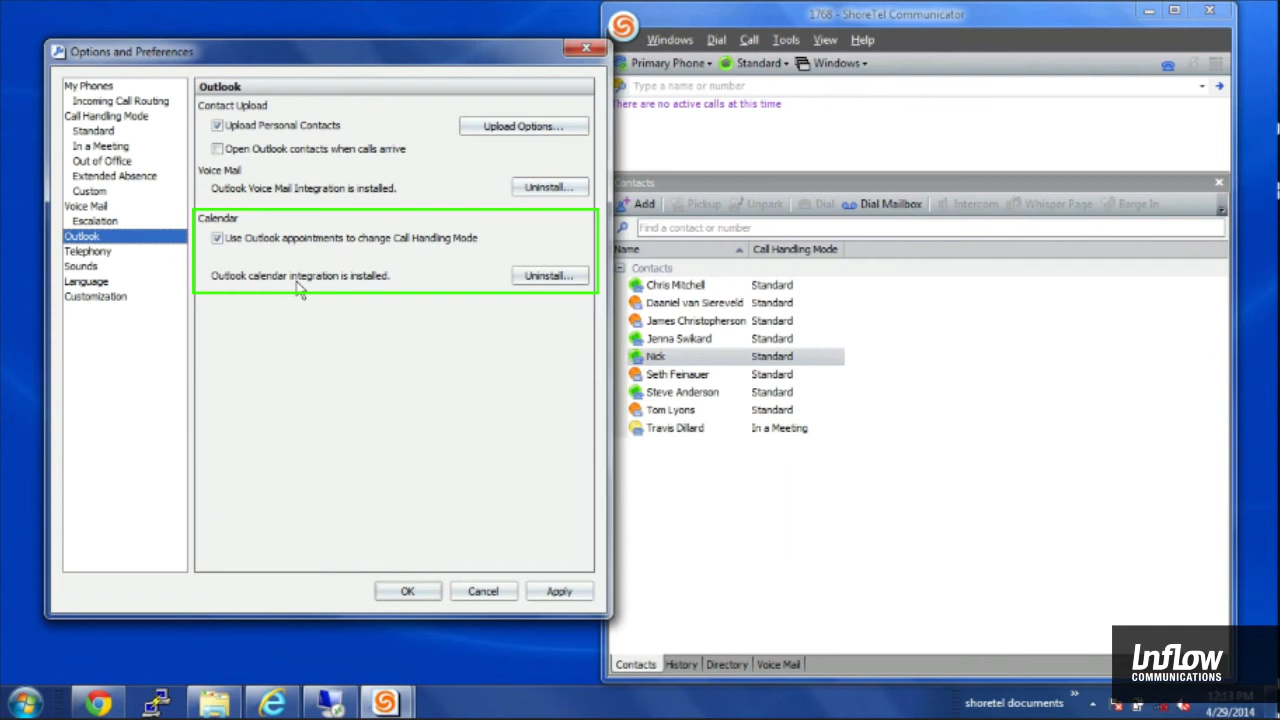 1768 - ShoreTel Communicator
Windows Dial Call Tools View Help
Primary Phone Standard Windows
Type a name or number
There are no active calls at this time
Contacts
Add Pickup Unpark Dial Dial Mailbox Intercom Whisper Page Barge In
Find a contact or number
Name Call Handling Mode
Contacts
Chris Mitchell Standard
Daaniel van Siereveld Standard
James Christopherson Standard
Jenna Swikard Standard
Nick Standard
Seth Feinauer Standard
Steve Anderson Standard
Tom Lyons Standard
Travis Dillard In a Meeting
Contacts History Directory Voice Mail
Options and Preferences
My Phones
Incoming Call Routing
Call Handling Mode
Standard
In a Meeting
Out of Office
Extended Absence
Custom
Voice Mail
Escalation
Outlook
Telephony
Sounds
Language
Customization
Outlook
Contact Upload
Upload Personal Contacts Upload Options...
Open Outlook contacts when calls arrive
Voice Mail
Outlook Voice Mail Integration is installed. Uninstall...
Calendar
Use Outlook appointments to change Call Handling Mode
Outlook calendar integration is installed. Uninstall...
OK Cancel Apply
Inflow
COMMUNICATIONS
shoretel documents
12:13 PM
4/29/2014